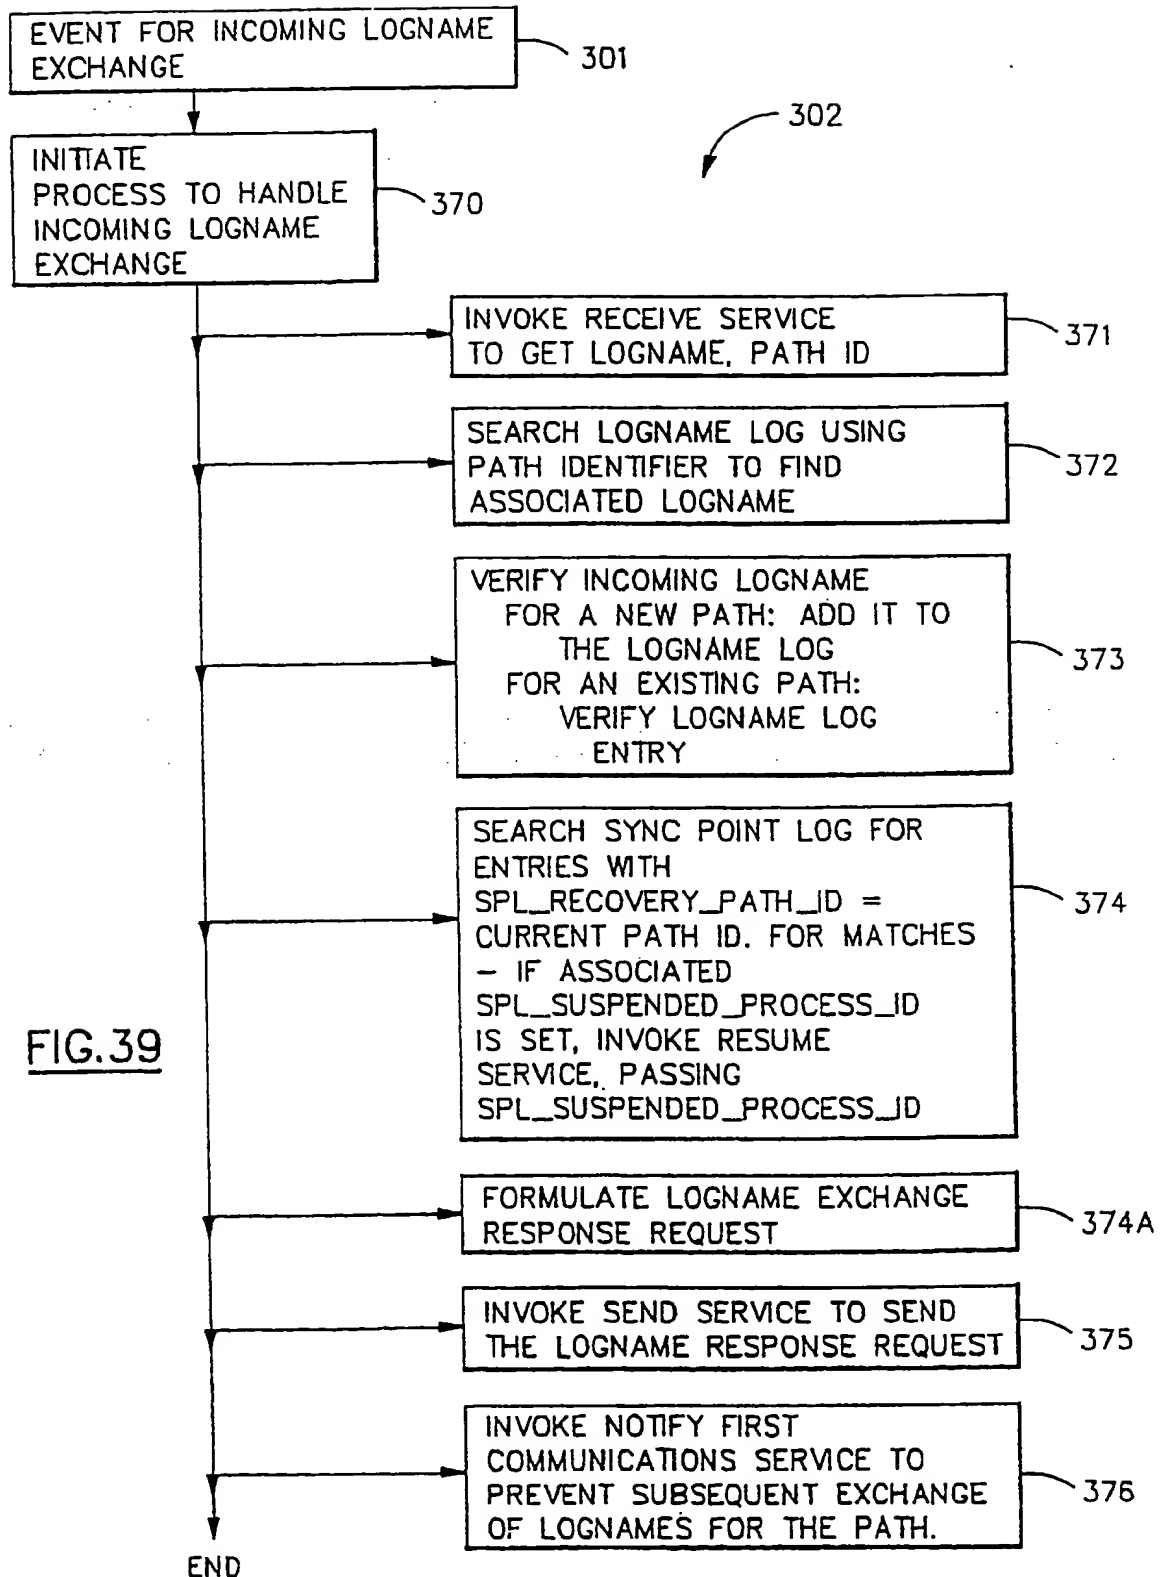 EVENT FOR INCOMING LOGNAME
EXCHANGE
301
302
INITIATE
PROCESS TO HANDLE
INCOMING LOGNAME
EXCHANGE
370
INVOKE RECEIVE SERVICE
TO GET LOGNAME, PATH ID
371
SEARCH LOGNAME LOG USING
PATH IDENTIFIER TO FIND
ASSOCIATED LOGNAME
372
VERIFY INCOMING LOGNAME
FOR A NEW PATH: ADD IT TO
THE LOGNAME LOG
FOR AN EXISTING PATH:
VERIFY LOGNAME LOG
ENTRY
373
SEARCH SYNC POINT LOG FOR
ENTRIES WITH
SPL_RECOVERY_PATH_ID =
CURRENT PATH ID. FOR MATCHES
– IF ASSOCIATED
SPL_SUSPENDED_PROCESS_ID
IS SET, INVOKE RESUME
SERVICE, PASSING
SPL_SUSPENDED_PROCESS_ID
374
FIG.39
FORMULATE LOGNAME EXCHANGE
RESPONSE REQUEST
374A
INVOKE SEND SERVICE TO SEND
THE LOGNAME RESPONSE REQUEST
375
INVOKE NOTIFY FIRST
COMMUNICATIONS SERVICE TO
PREVENT SUBSEQUENT EXCHANGE
OF LOGNAMES FOR THE PATH.
376
END